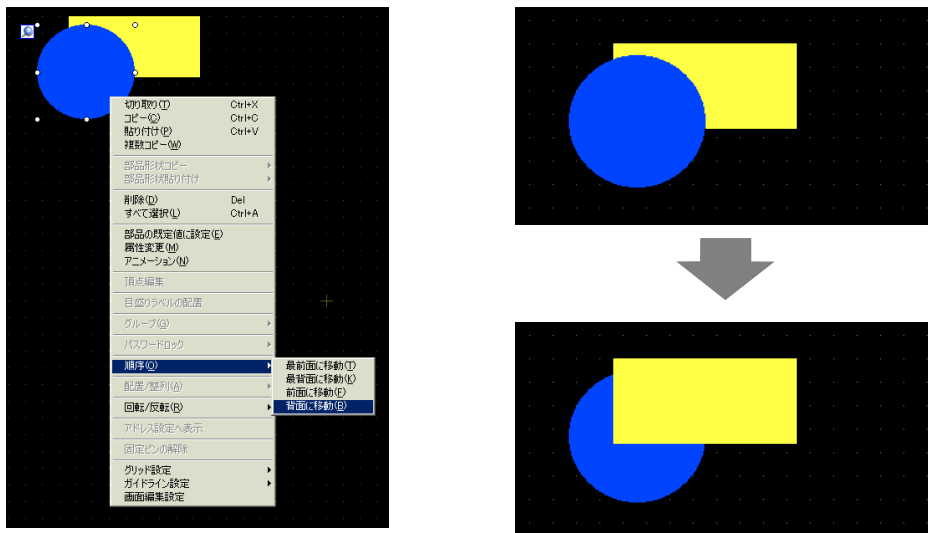 切り取り(T) Ctrl+X
コピー(C) Ctrl+C
貼り付け(P) Ctrl+V
複数コピー(W)
部品形状コピー
部品形状貼り付け
削除(D) Del
すべて選択(L) Ctrl+A
部品の既定値に設定(E)
属性変更(M)
アニメーション(N)
頂点編集
目盛りラベルの配置
グループ(G)
パスワードロック
順序(O)
最前面に移動(T)
最背面に移動(K)
前面に移動(F)
背面に移動(B)
配置/整列(A)
回転/反転(R)
アドレス設定へ表示
固定ピンの解除
グリッド設定
ガイドライン設定
画面編集設定